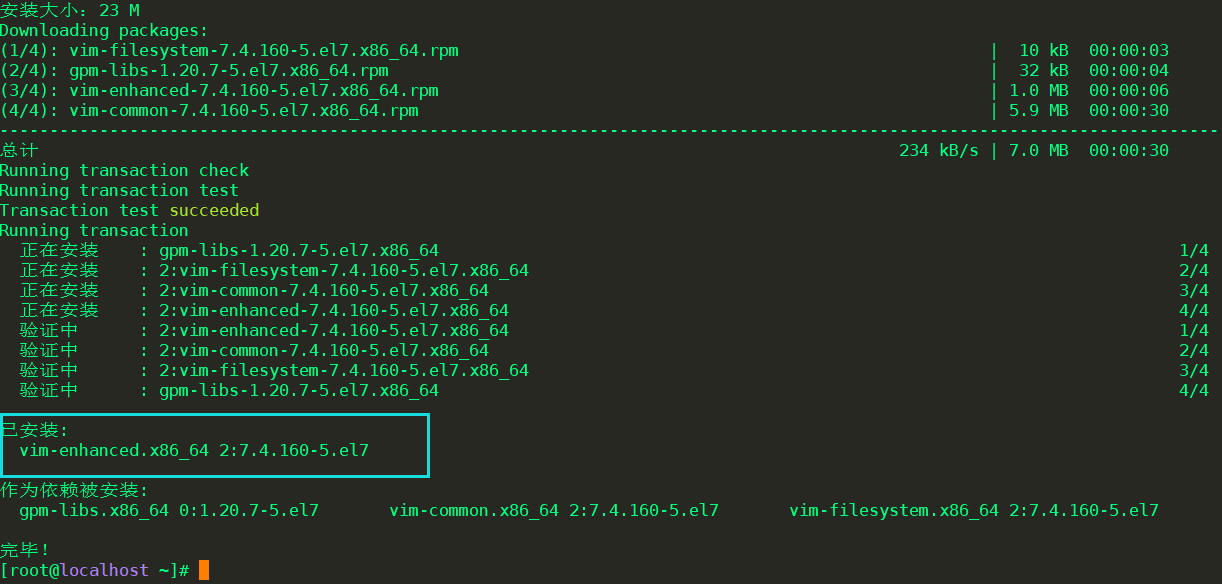 安装大小：23 M
Downloading packages:
(1/4): vim-filesystem-7.4.160-5.el7.x86_64.rpm | 10 kB 00:00:03
(2/4): gpm-libs-1.20.7-5.el7.x86_64.rpm | 32 kB 00:00:04
(3/4): vim-enhanced-7.4.160-5.el7.x86_64.rpm | 1.0 MB 00:00:06
(4/4): vim-common-7.4.160-5.el7.x86_64.rpm | 5.9 MB 00:00:30
--------------------------------------------------------------------------------------------------------------------------
总计 234 kB/s | 7.0 MB 00:00:30
Running transaction check
Running transaction test
Transaction test succeeded
Running transaction
正在安装 : gpm-libs-1.20.7-5.el7.x86_64 1/4
正在安装 : 2:vim-filesystem-7.4.160-5.el7.x86_64 2/4
正在安装 : 2:vim-common-7.4.160-5.el7.x86_64 3/4
正在安装 : 2:vim-enhanced-7.4.160-5.el7.x86_64 4/4
验证中 : 2:vim-enhanced-7.4.160-5.el7.x86_64 1/4
验证中 : 2:vim-common-7.4.160-5.el7.x86_64 2/4
验证中 : 2:vim-filesystem-7.4.160-5.el7.x86_64 3/4
验证中 : gpm-libs-1.20.7-5.el7.x86_64 4/4
已安装:
vim-enhanced.x86_64 2:7.4.160-5.el7
作为依赖被安装:
gpm-libs.x86_64 0:1.20.7-5.el7 vim-common.x86_64 2:7.4.160-5.el7 vim-filesystem.x86_64 2:7.4.160-5.el7
完毕！
[root@localhost ~]#